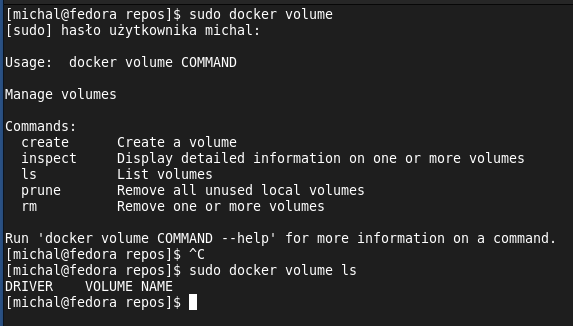 [michal@fedora repos]$ sudo docker volume
[sudo] hasło użytkownika michal:
Usage:  docker volume COMMAND
Manage volumes
Commands:
  create      Create a volume
  inspect     Display detailed information on one or more volumes
  ls          List volumes
  prune       Remove all unused local volumes
  rm          Remove one or more volumes
Run 'docker volume COMMAND --help' for more information on a command.
[michal@fedora repos]$ ^C
[michal@fedora repos]$ sudo docker volume ls
DRIVER    VOLUME NAME
[michal@fedora repos]$